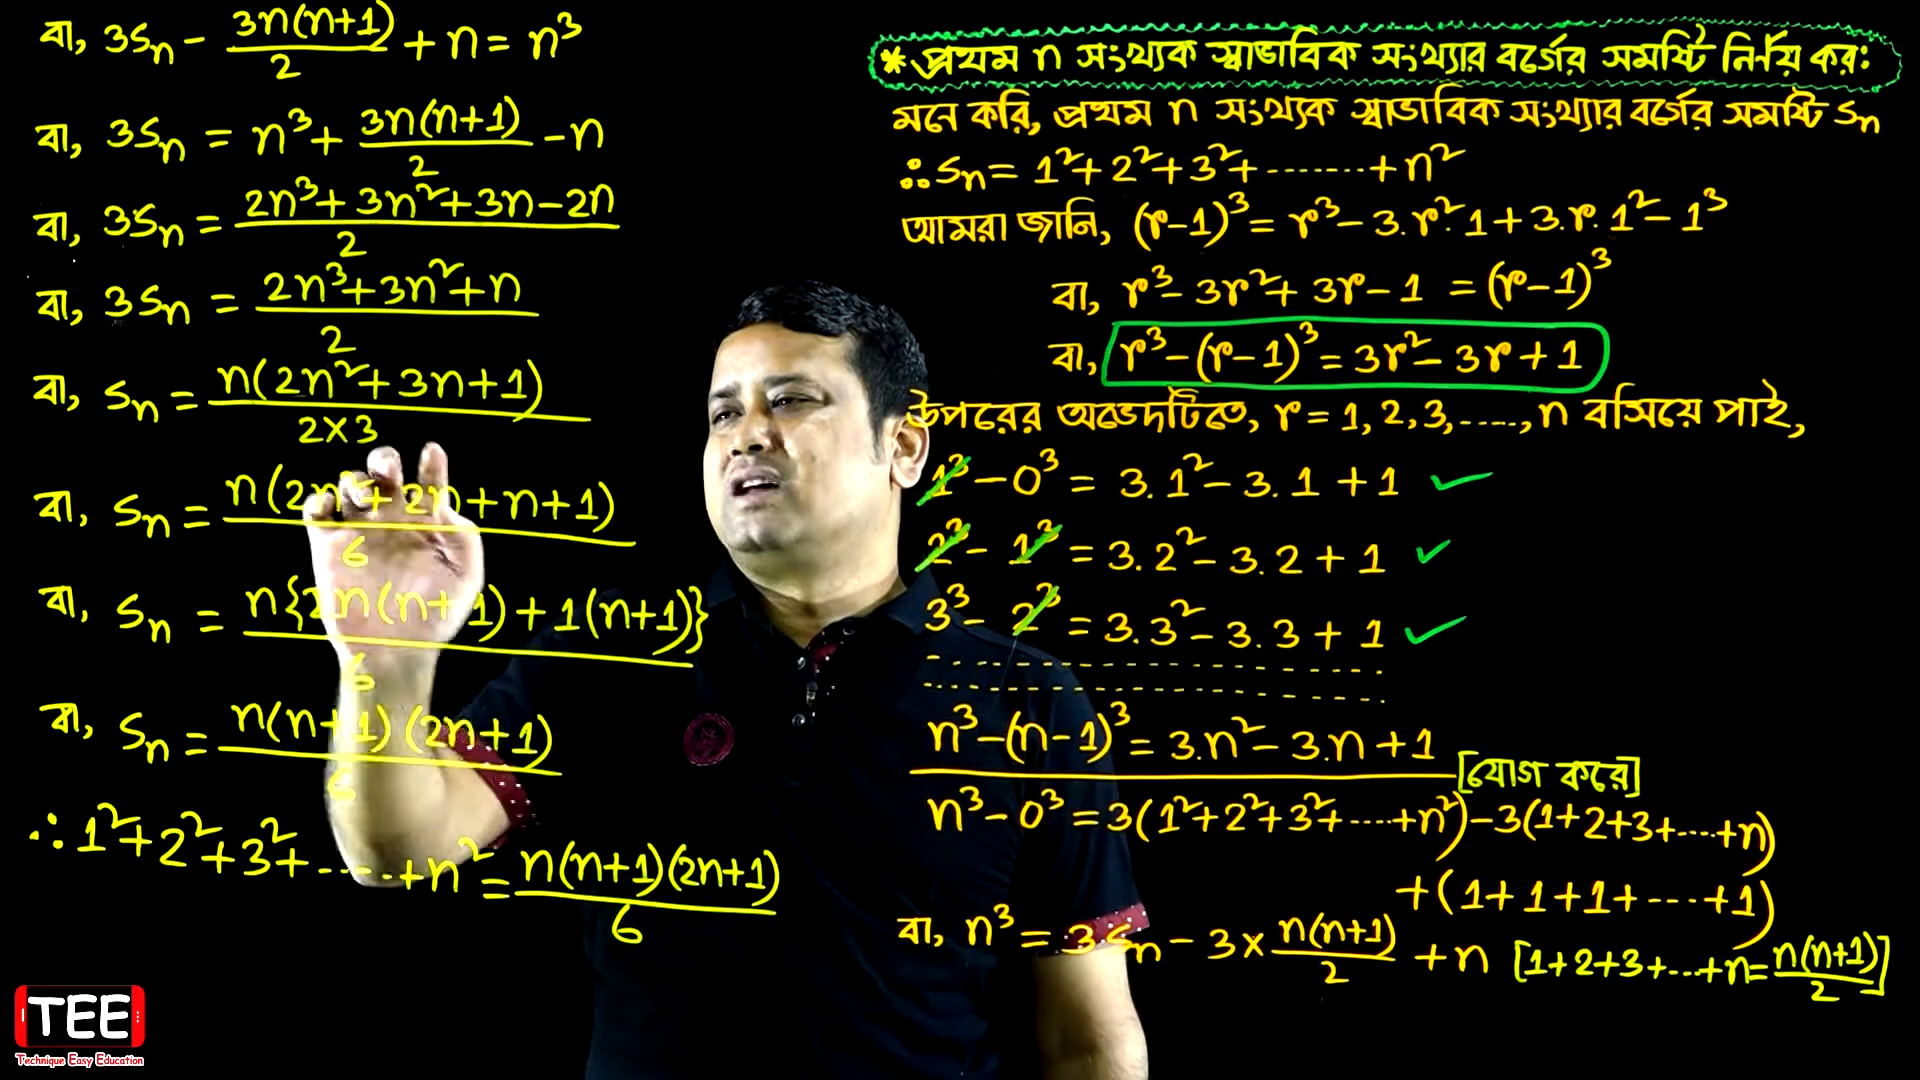 *প্রথম n সংখ্যক স্বাভাবিক সংখ্যার বর্গের সমষ্টি নির্ণয় কর:
মনে করি, প্রথম n সংখ্যক স্বাভাবিক সংখ্যার বর্গের সমষ্টি Sₙ
∴ Sₙ = 1² + 2² + 3² + ....... + n²
আমরা জানি, (r-1)³ = r³ - 3.r².1 + 3.r.1² - 1³
বা, r³ - 3r² + 3r - 1 = (r-1)³
বা, r³ - (r-1)³ = 3r² - 3r + 1
উপরের অভেদটিতে, r = 1, 2, 3, ....., n বসিয়ে পাই,
1³ - 0³ = 3.1² - 3.1 + 1 ✓
2³ - 1³ = 3.2² - 3.2 + 1 ✓
3³ - 2³ = 3.3² - 3.3 + 1 ✓
n³ - (n-1)³ = 3.n² - 3.n + 1
[যোগ করে]
n³ - 0³ = 3(1² + 2² + 3² + ..... + n²) - 3(1+2+3+....+n)
+ (1+1+1+....+1)
বা, n³ = 3Sₙ - 3 × n(n+1)/2 + n [1+2+3+...+n = n(n+1)/2]
বা, 3Sₙ - 3n(n+1)/2 + n = n³
বা, 3Sₙ = n³ + 3n(n+1)/2 - n
বা, 3Sₙ = (2n³ + 3n² + 3n - 2n)/2
বা, 3Sₙ = (2n³ + 3n² + n)/2
বা, Sₙ = n(2n² + 3n + 1)/(2×3)
বা, Sₙ = n(2n² + 2n + n + 1)/6
বা, Sₙ = n{2n(n+1) + 1(n+1)}/6
বা, Sₙ = n(n+1)(2n+1)/6
∴ 1² + 2² + 3² + ..... + n² = n(n+1)(2n+1)/6
TEE
Technique Easy Education